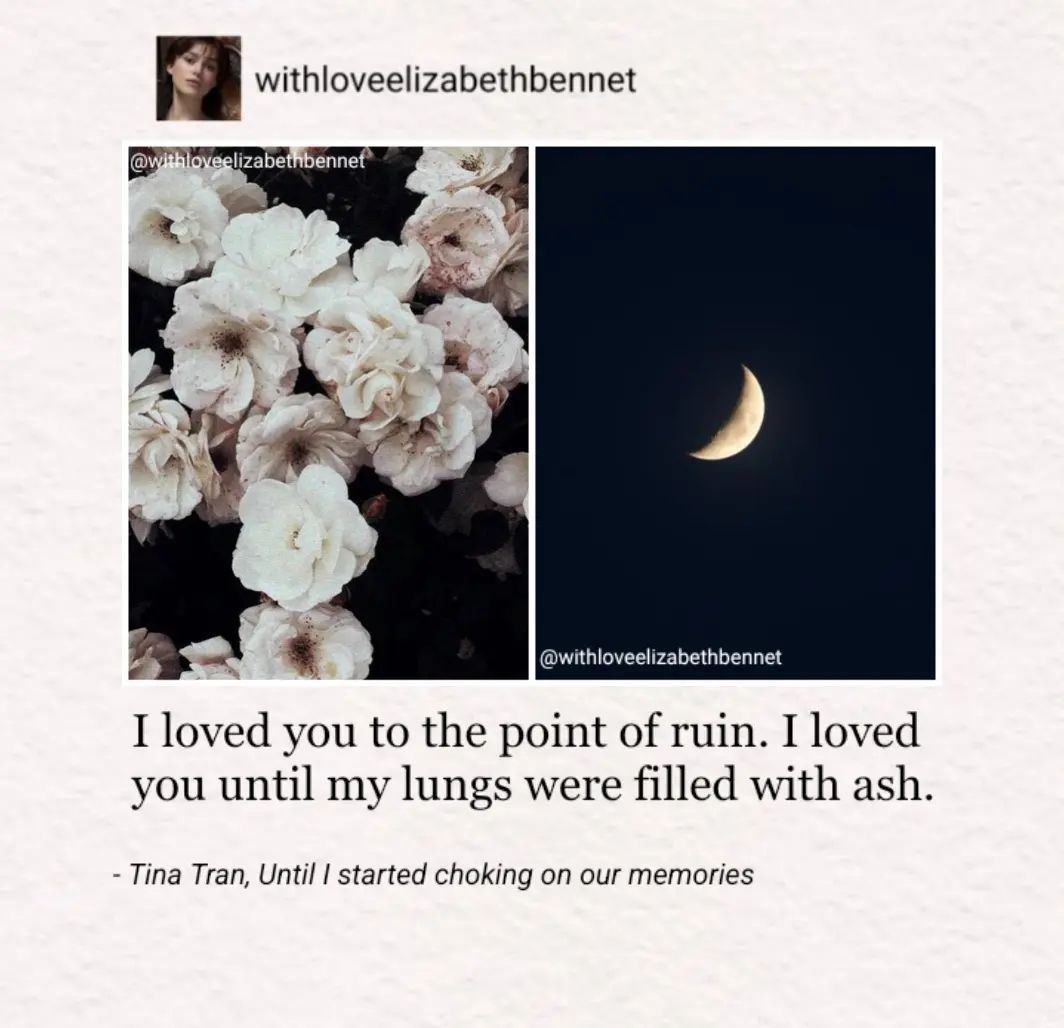 withloveelizabethbennet
@withloveelizabethbennet
@withloveelizabethbennet
I loved you to the point of ruin. I loved
you until my lungs were filled with ash.
- Tina Tran, Until I started choking on our memories